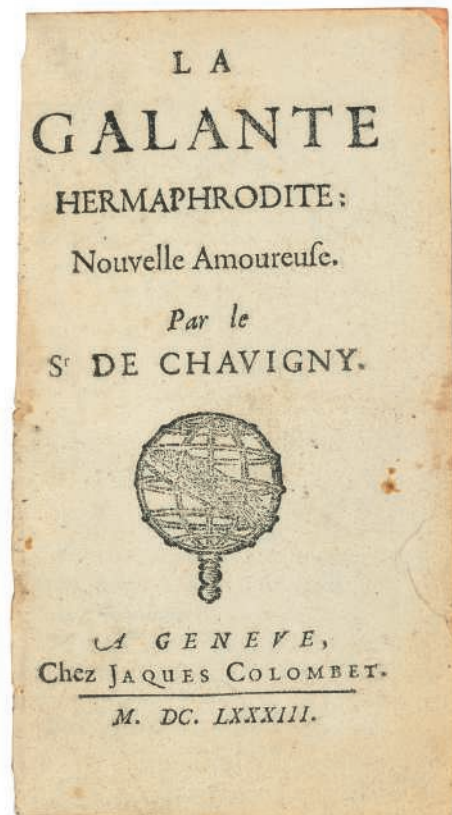 LA
GALANTE
HERMAPHRODITE:
Nouvelle Amoureuſe.
Par le
Sʳ DE CHAVIGNY.
A GENEVE,
Chez JAQUES COLOMBET.
M. DC. LXXXIII.